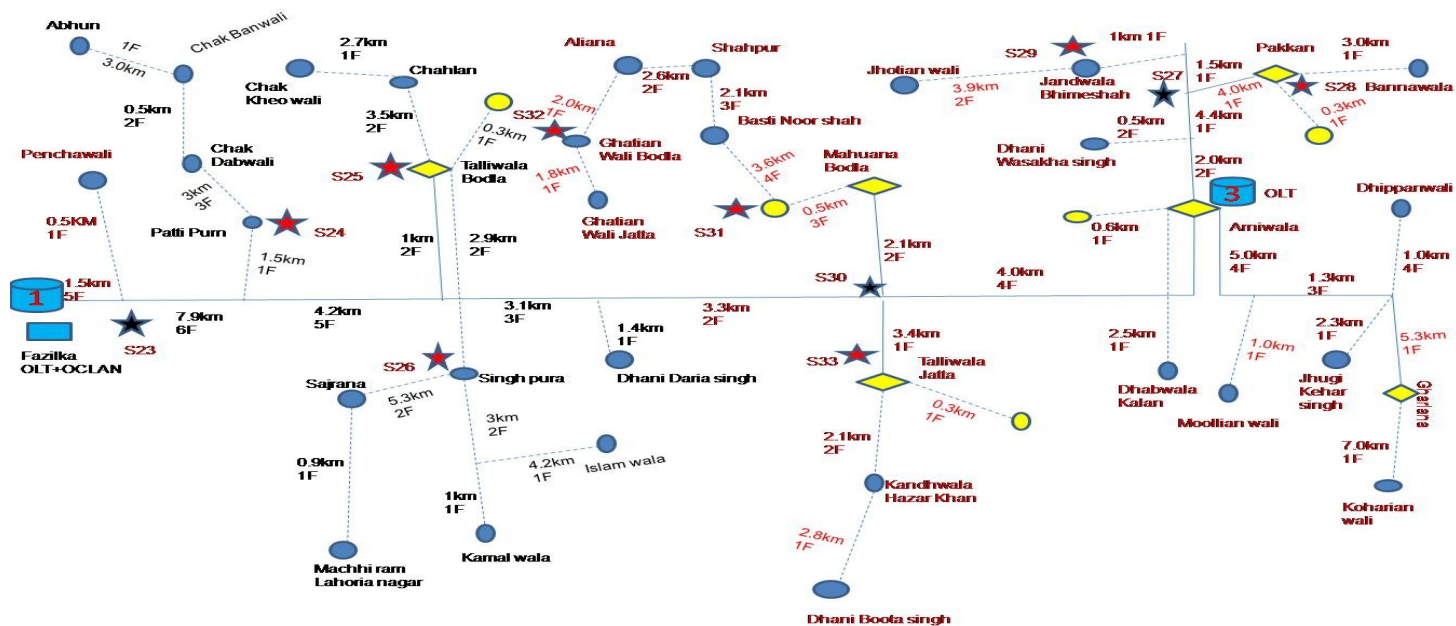 Abhun
1F
3.0km
Chak Banwali
0.5km
2F
Penchawali
0.5KM
1F
Chak
Dabwali
3km
3F
Patti Purn
S24
1.5km
1F
1
1.5km
5F
Fazilka
OLT+OCLAN
S23
7.9km
6F
2.7km
1F
Chak
Kheo wali
Chahlan
3.5km
2F
S25
Talliwala
Bodla
0.3km
1F
1km
2F
2.9km
2F
4.2km
5F
3.1km
3F
S26
Singh pura
Sajrana
5.3km
2F
0.9km
1F
Machhi ram
Lahoria nagar
3km
2F
4.2km
1F
Islam wala
1km
1F
Kamal wala
1.4km
1F
Dhani Daria singh
Aliana
2.6km
2F
Shahpur
S32
2.0km
1F
Ghatian
Wali Bodla
1.8km
1F
Ghatian
Wali Jatta
2.1km
3F
Basti Noor shah
3.6km
4F
S31
0.5km
3F
Mahuana
Bodla
2.1km
2F
S30
3.3km
2F
4.0km
4F
S33
3.4km
1F
Talliwala
Jatta
0.3km
1F
2.1km
2F
Kandhwala
Hazar Khan
2.8km
1F
Dhani Boota singh
S29
1km 1F
Jhotian wali
3.9km
2F
Jandwala
Bhimeshah
S27
1.5km
1F
Pakkan
3.0km
1F
Bannawala
S28
4.0km
1F
0.3km
1F
4.4km
1F
0.5km
2F
Dhani
Wasakha singh
2.0km
2F
3
OLT
Arniwala
0.6km
1F
5.0km
4F
2.5km
1F
Dhabwala
Kalan
1.0km
1F
Moollian wali
Dhippanwali
1.0km
4F
1.3km
3F
2.3km
1F
Jhugi
Kehar
singh
5.3km
1F
Ghariana
7.0km
1F
Koharian
wali